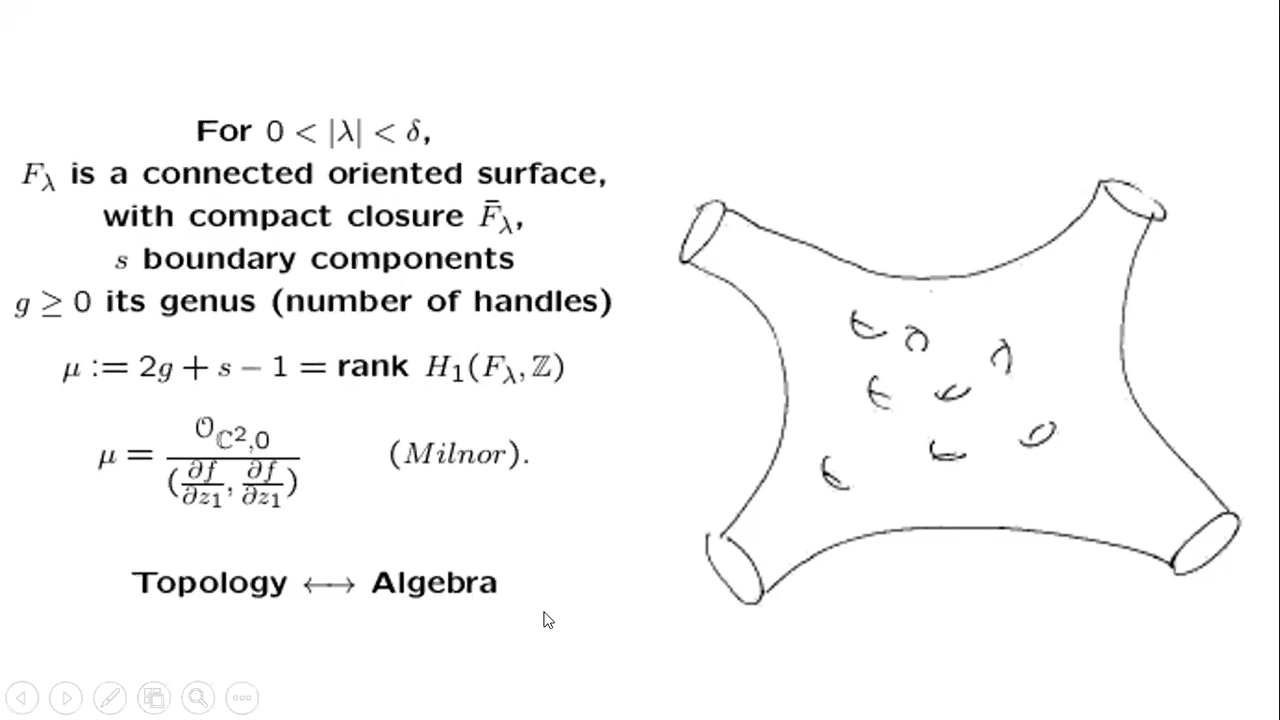 For 0 < |λ| < δ,
F_λ is a connected oriented surface,
with compact closure F̄_λ,
s boundary components
g ≥ 0 its genus (number of handles)
μ := 2g + s − 1 = rank H_1(F_λ, ℤ)
μ = 𝒪_{ℂ²,0} / (∂f/∂z_1, ∂f/∂z_1) (Milnor).
Topology ⟷ Algebra